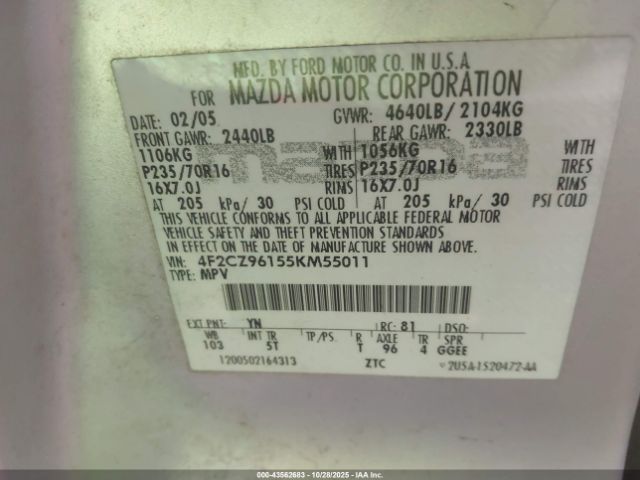 MFD. BY FORD MOTOR CO. IN U.S.A.
FOR MAZDA MOTOR CORPORATION
DATE: 02/05 GVWR: 4640LB/ 2104KG
FRONT GAWR: 2440LB REAR GAWR: 2330LB
1106KG WITH 1056KG WITH
P235/70R16 TIRES P235/70R16 TIRES
16X7.0J RIMS 16X7.0J RIMS
AT 205 kPa/ 30 PSI COLD AT 205 kPa/ 30 PSI COLD
THIS VEHICLE CONFORMS TO ALL APPLICABLE FEDERAL MOTOR
VEHICLE SAFETY AND THEFT PREVENTION STANDARDS
IN EFFECT ON THE DATE OF MANUFACTURE SHOWN ABOVE.
VIN: 4F2CZ96155KM55011
TYPE: MPV
EXT PNT: YN RC: 81 DSO:
WB INT TR TP/PS R AXLE TR SPR
103 5T T 96 4 GGEE
1200502164313 ZTC 2U5A-1520472-AA
000-43562683 | 10/28/2025 | IAA, Inc.